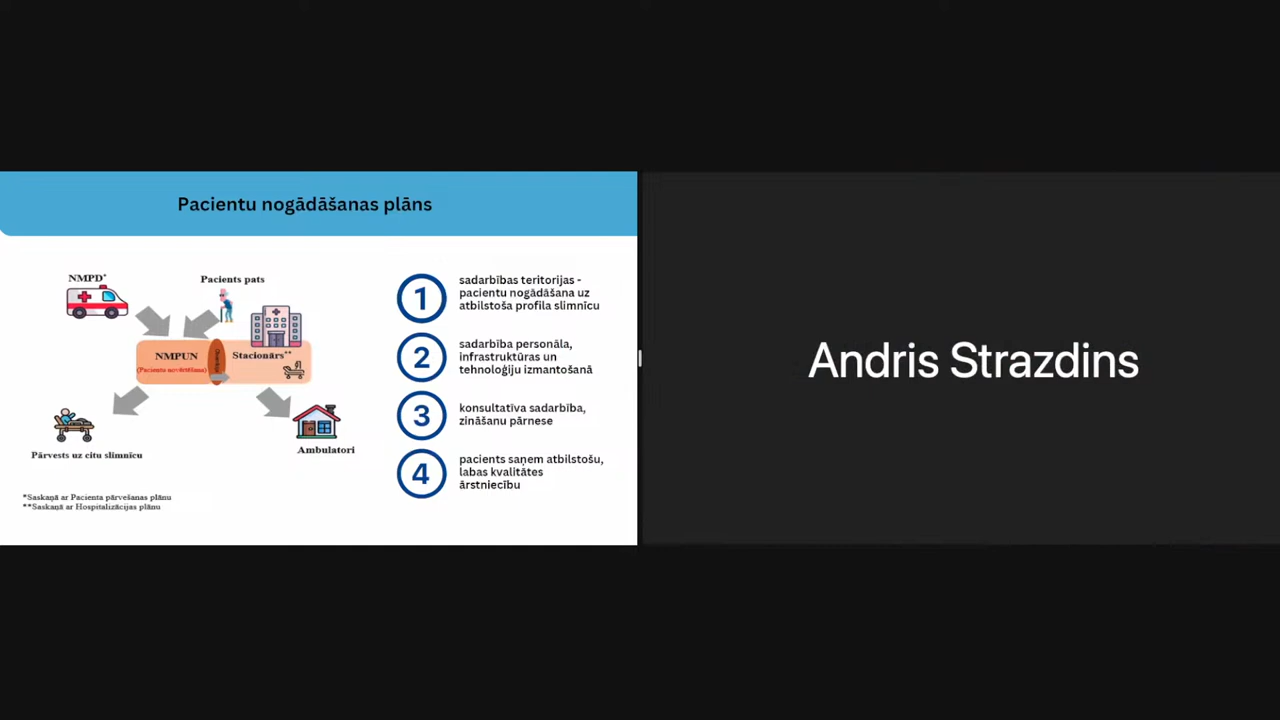 Pacientu nogādāšanas plāns
NMPD*
Pacients pats
NMPUN
(Pacientu novērtēšana)
Stacionārs**
Pārvests uz citu slimnīcu
Ambulatori
*Saskaņā ar Pacienta pārvešanas plānu
**Saskaņā ar Hospitalizācijas plānu
1
sadarbības teritorijas -
pacientu nogādāšana uz
atbilstoša profila slimnīcu
2
sadarbība personāla,
infrastruktūras un
tehnoloģiju izmantošanā
3
konsultatīva sadarbība,
zināšanu pārnese
4
pacients saņem atbilstošu,
labas kvalitātes
ārstniecību
Andris Strazdins